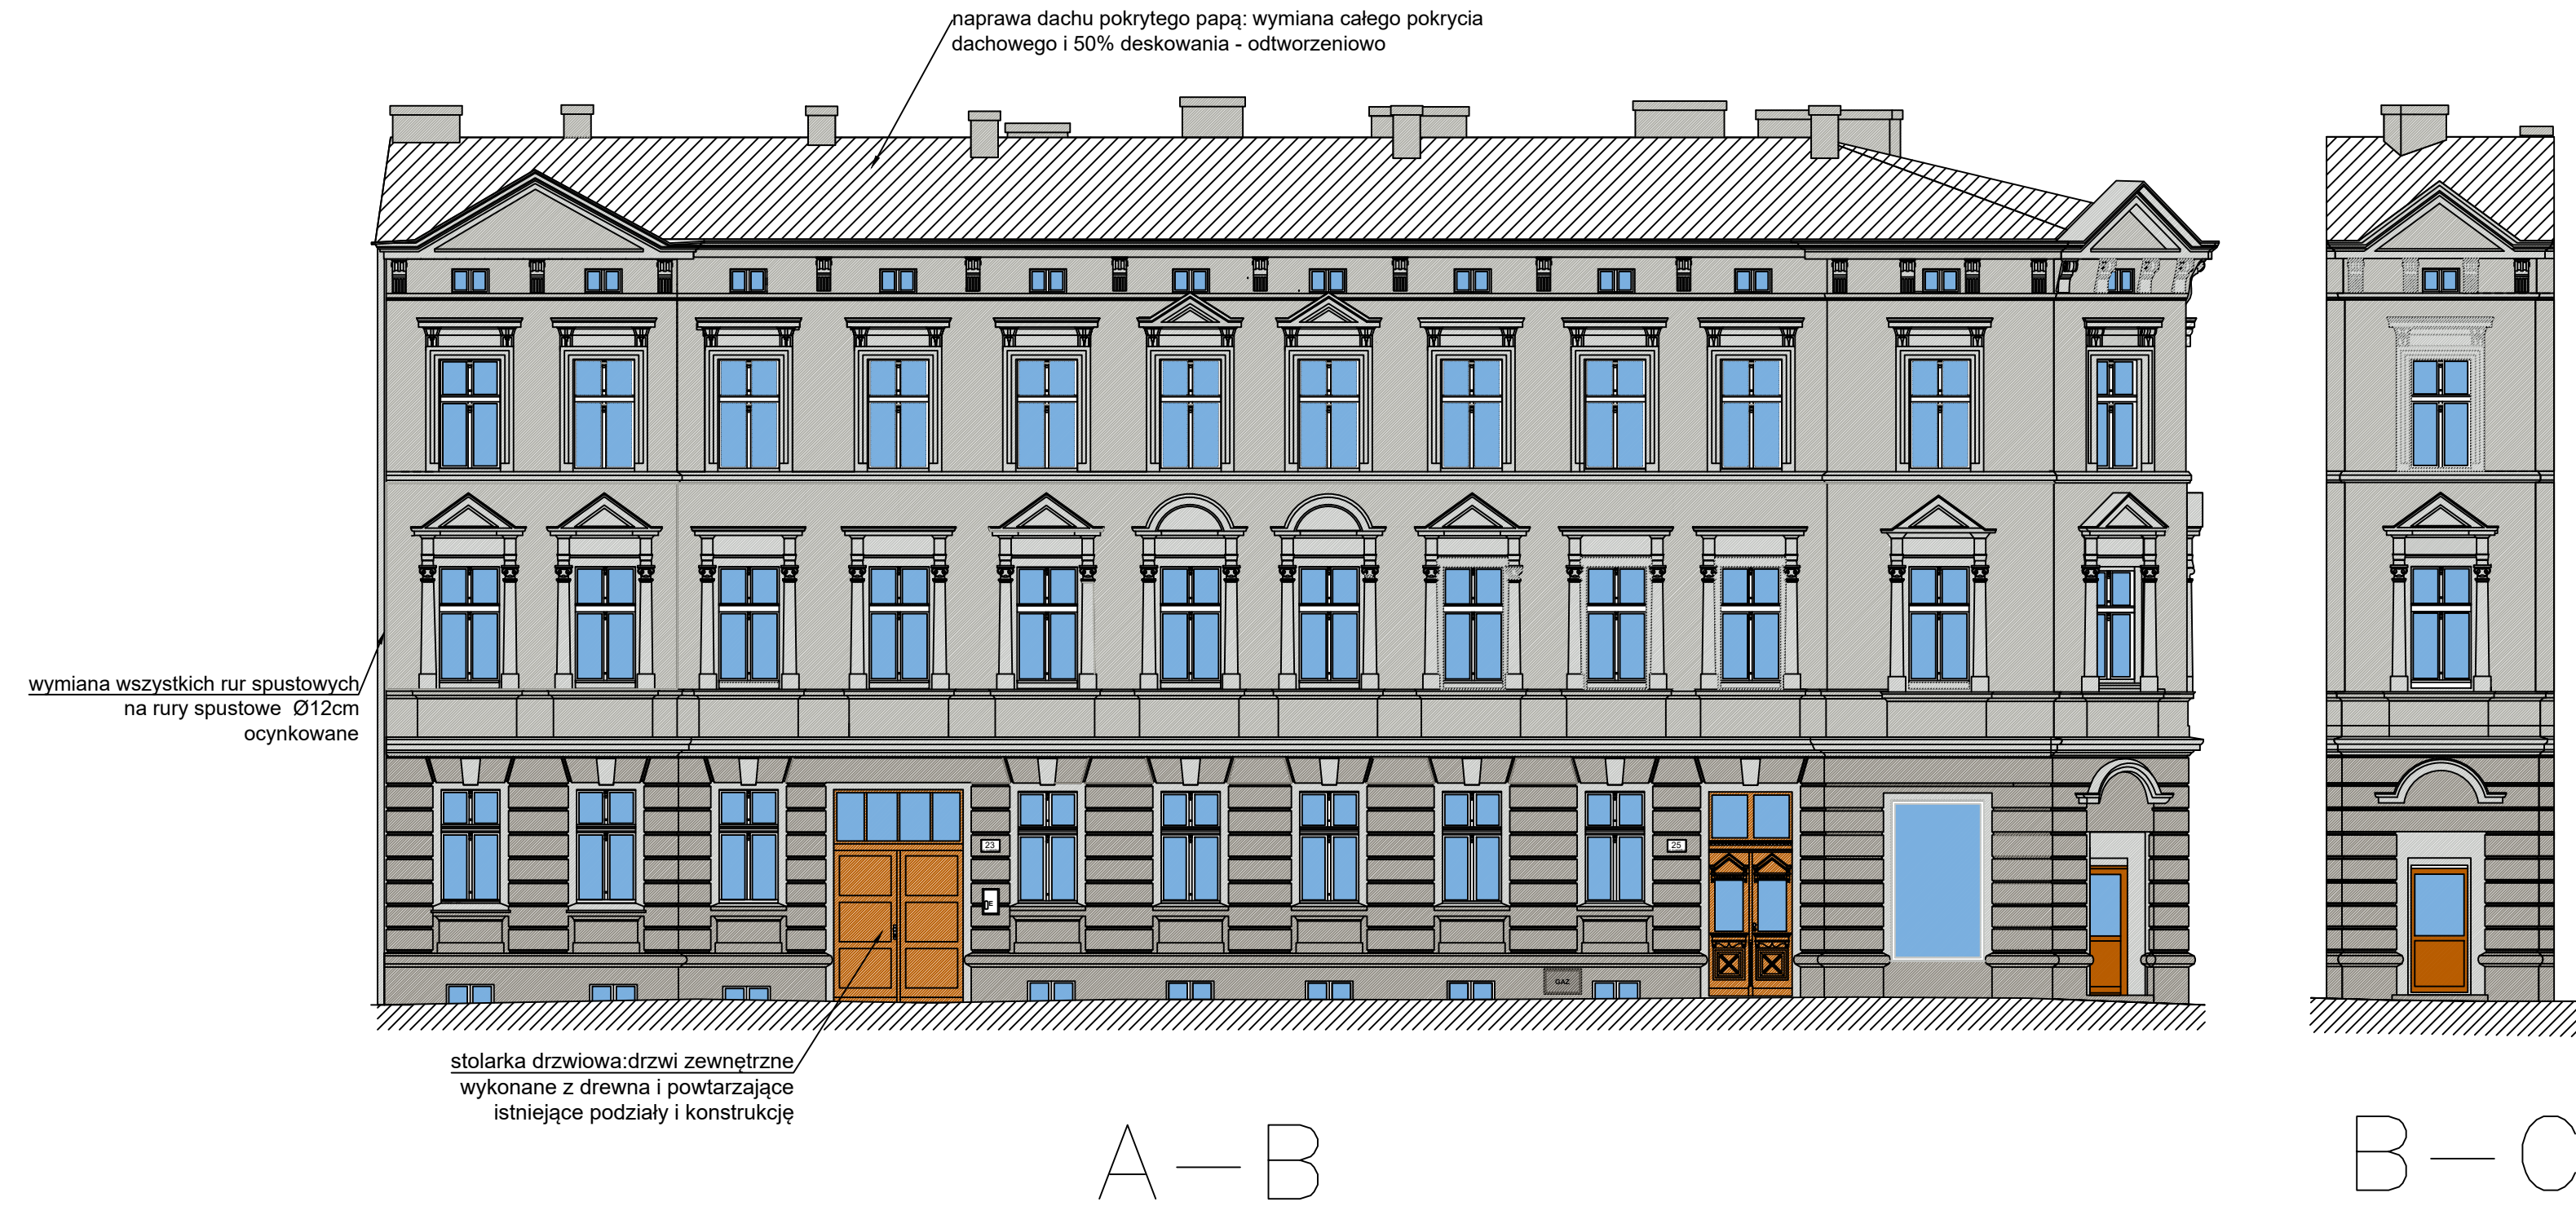 naprawa dachu pokrytego papą: wymiana całego pokrycia
dachowego i 50% deskowania - odtworzeniowo
wymiana wszystkich rur spustowych
na rury spustowe Ø12cm
ocynkowane
23
25
E
GAZ
stolarka drzwiowa:drzwi zewnętrzne
wykonane z drewna i powtarzające
istniejące podziały i konstrukcję
A — B
B — C